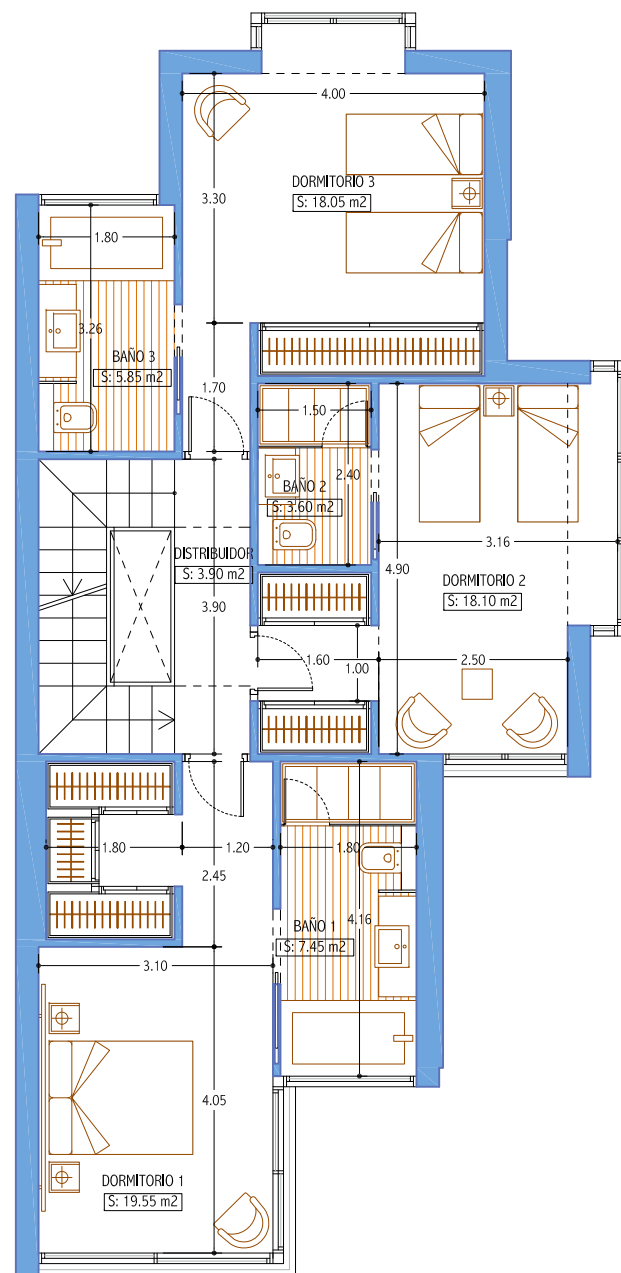 4.00
DORMITORIO 3
S: 18.05 m2
3.30
1.80
3.26
BAÑO 3
S: 5.85 m2
1.70
1.50
2.40
BAÑO 2
S: 3.60 m2
3.16
4.90
DORMITORIO 2
S: 18.10 m2
DISTRIBUIDOR
S: 3.90 m2
3.90
1.60
1.00
2.50
1.80
1.20
2.45
1.80
4.16
BAÑO 1
S: 7.45 m2
3.10
4.05
DORMITORIO 1
S: 19.55 m2